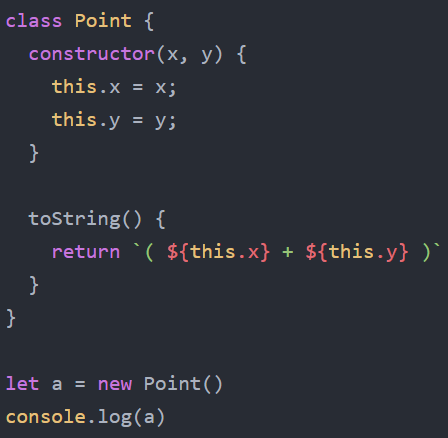 class Point {
  constructor(x, y) {
    this.x = x;
    this.y = y;
  }

  toString() {
    return `( ${this.x} + ${this.y} )`
  }
}

let a = new Point()
console.log(a)